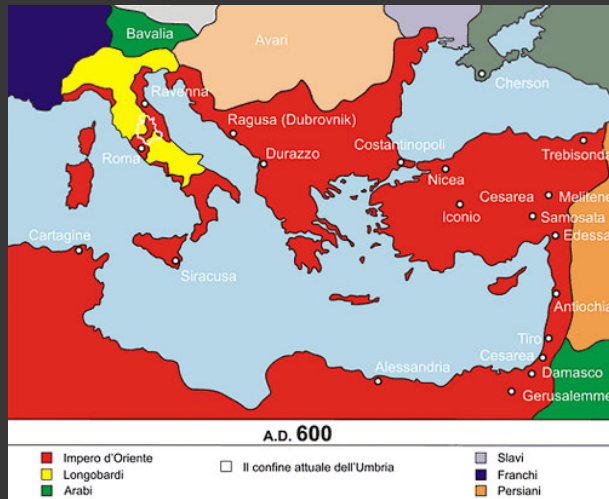 Bavalia
Avari
Cherson
Ravenna
Ragusa (Dubrovnik)
Costantinopoli
Trebisonda
Roma
Durazzo
Nicea
Cesarea
Melitene
Iconio
Samosata
Edessa
Cartagine
Siracusa
Antiochia
Tiro
Cesarea
Alessandria
Damasco
Gerusalemme
A.D. 600
Impero d'Oriente
Longobardi
Arabi
Il confine attuale dell'Umbria
Slavi
Franchi
Persiani